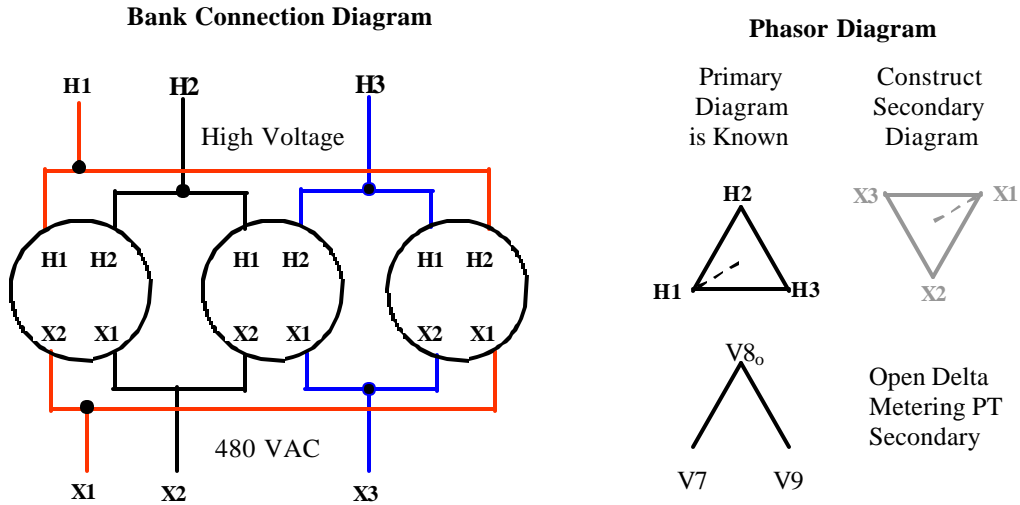 Bank Connection Diagram
H1 H2 H3
High Voltage
H1 H2 H1 H2 H1 H2
X2 X1 X2 X1 X2 X1
480 VAC
X1 X2 X3
Phasor Diagram
Primary
Diagram
is Known
Construct
Secondary
Diagram
H2
H1 H3
X3 X1
X2
V8o
V7 V9
Open Delta
Metering PT
Secondary